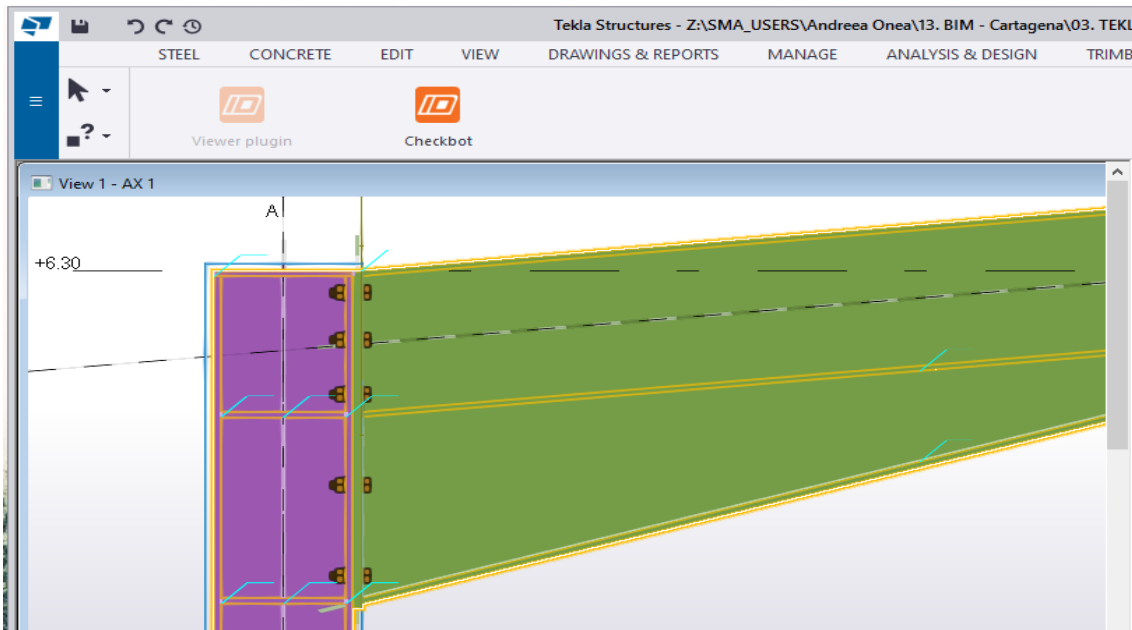 Tekla Structures - Z:\SMA_USERS\Andreea Onea\13. BIM - Cartagena\03. TEKL
STEEL CONCRETE EDIT VIEW DRAWINGS & REPORTS MANAGE ANALYSIS & DESIGN TRIMB
Viewer plugin Checkbot
View 1 - AX 1
A
+6.30